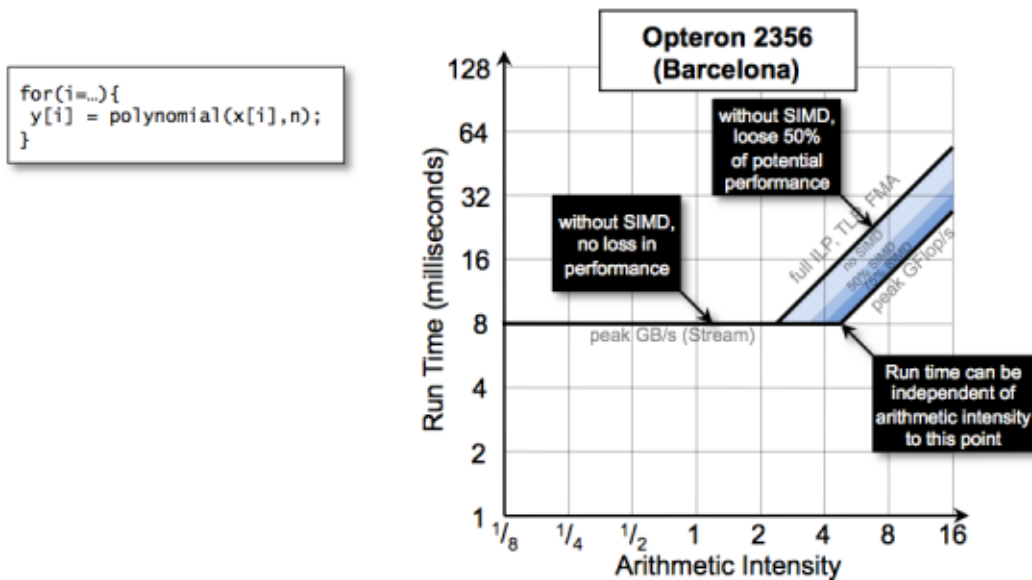 for(i=…){
y[i] = polynomial(x[i],n);
}
Opteron 2356
(Barcelona)
Run Time (milliseconds)
128
64
32
16
8
4
2
1
without SIMD,
loose 50%
of potential
performance
without SIMD,
no loss in
performance
full ILP, TLP, FMA
no SIMD
50% SIMD
75% SIMD
peak GFlop/s
peak GB/s (Stream)
Run time can be
independent of
arithmetic intensity
to this point
1/8 1/4 1/2 1 2 4 8 16
Arithmetic Intensity